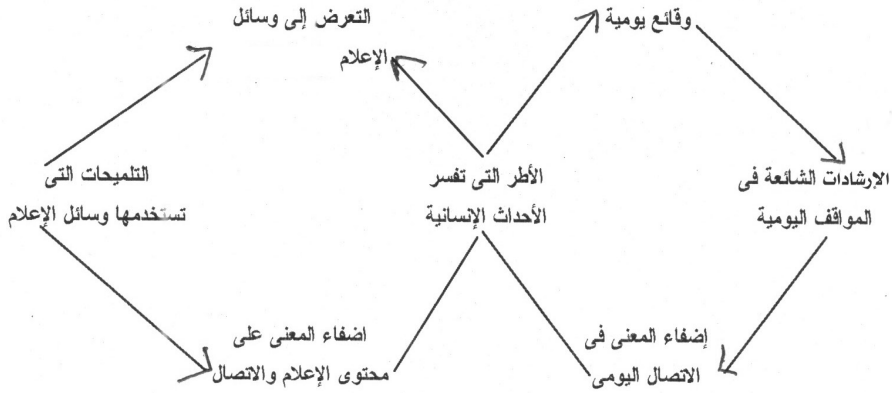 وقائع يومية
التعرض إلى وسائل
الإعلام
الإرشادات الشائعة فى
المواقف اليومية
الأطر التى تفسر
الأحداث الإنسانية
التلميحات التى
تستخدمها وسائل الإعلام
إضفاء المعنى فى
الاتصال اليومى
اضفاء المعنى على
محتوى الإعلام والاتصال